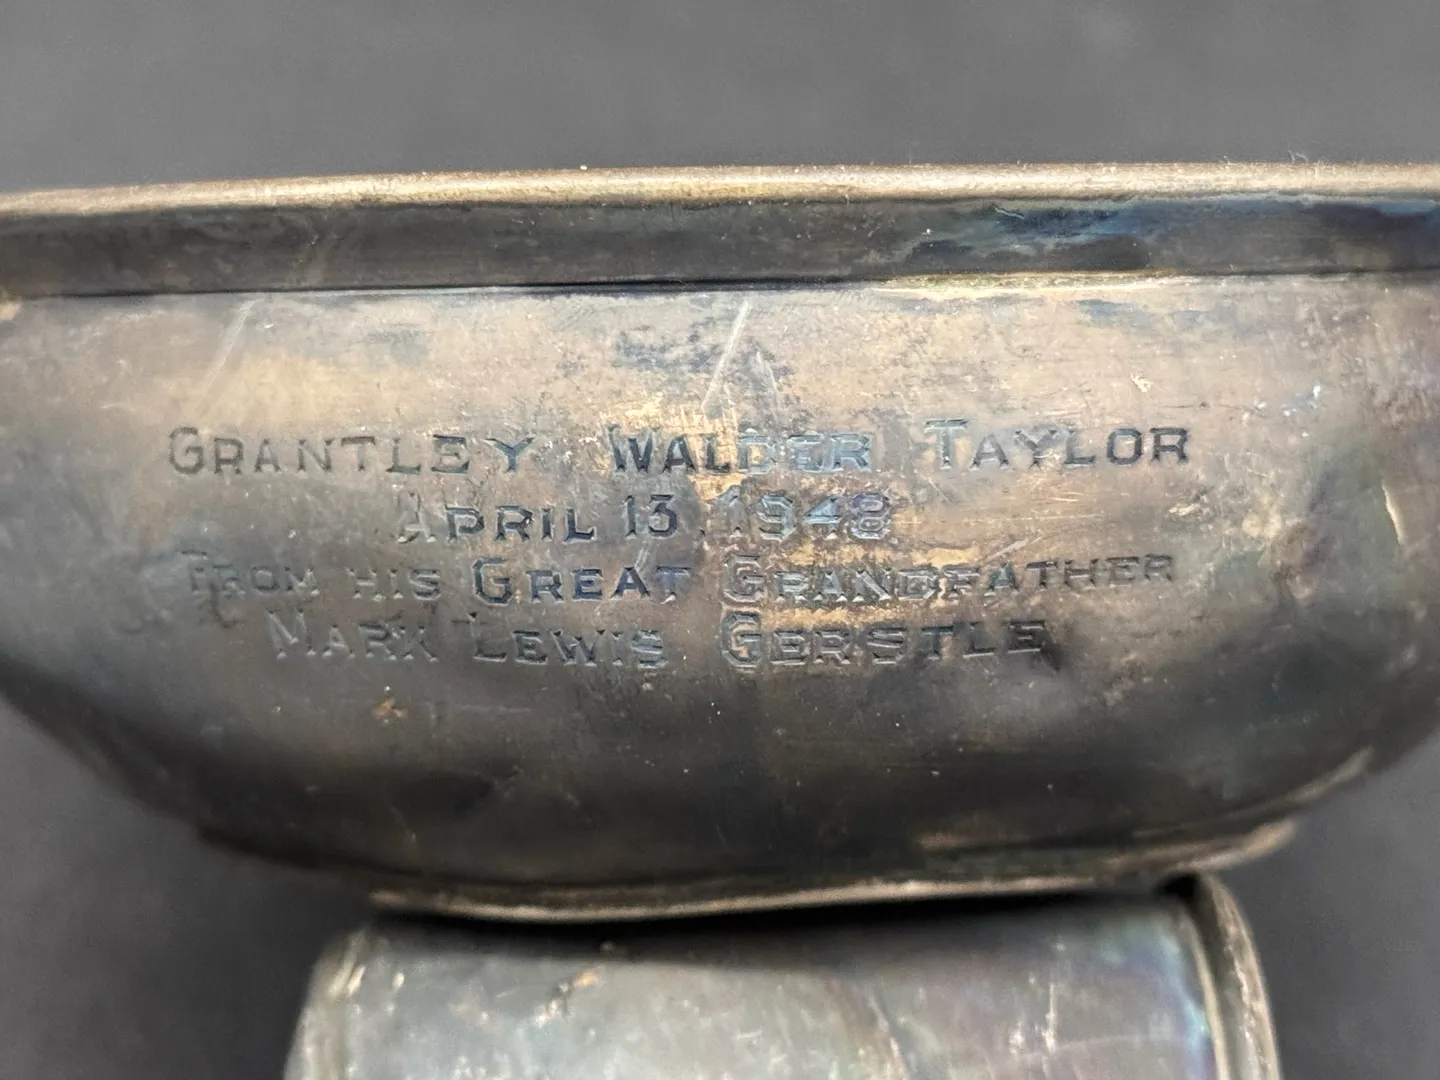 GRANTLEY WALDER TAYLOR
APRIL 13, 1948
FROM HIS GREAT GRANDFATHER
MARK LEWIS GERSTLE